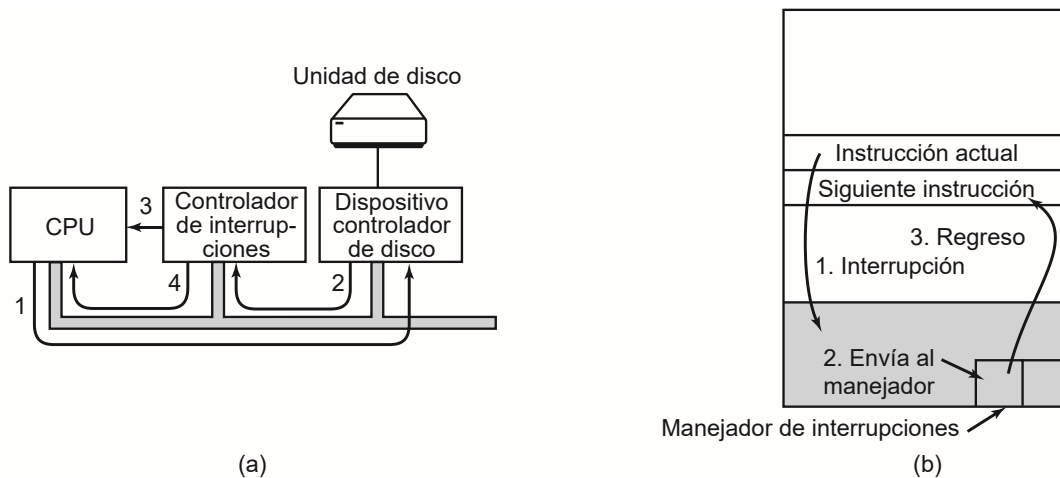 Unidad de disco
CPU
3
Controlador
de interrup-
ciones
Dispositivo
controlador
de disco
1
4
2
(a)
Instrucción actual
Siguiente instrucción
3. Regreso
1. Interrupción
2. Envía al
manejador
Manejador de interrupciones
(b)